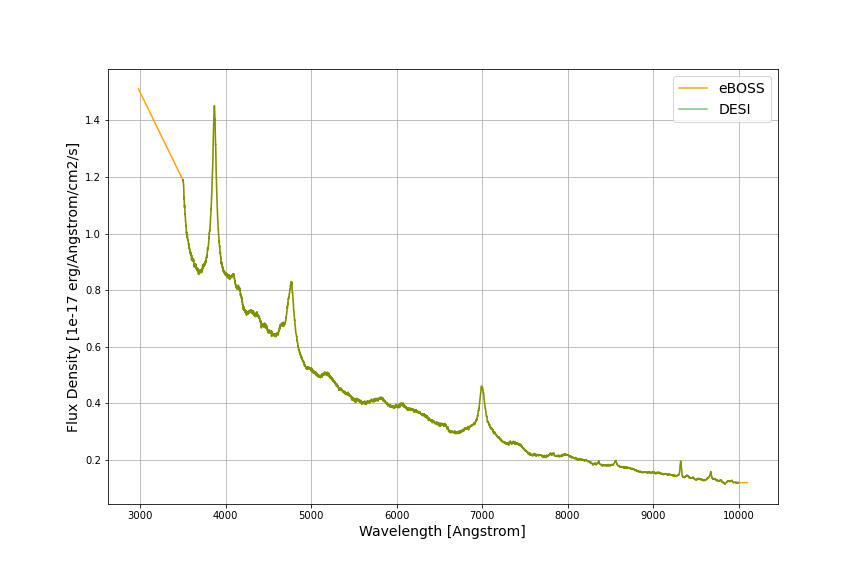 eBOSS
DESI
1.4
1.2
1.0
0.8
0.6
0.4
0.2
Flux Density [1e-17 erg/Angstrom/cm2/s]
3000 4000 5000 6000 7000 8000 9000 10000
Wavelength [Angstrom]